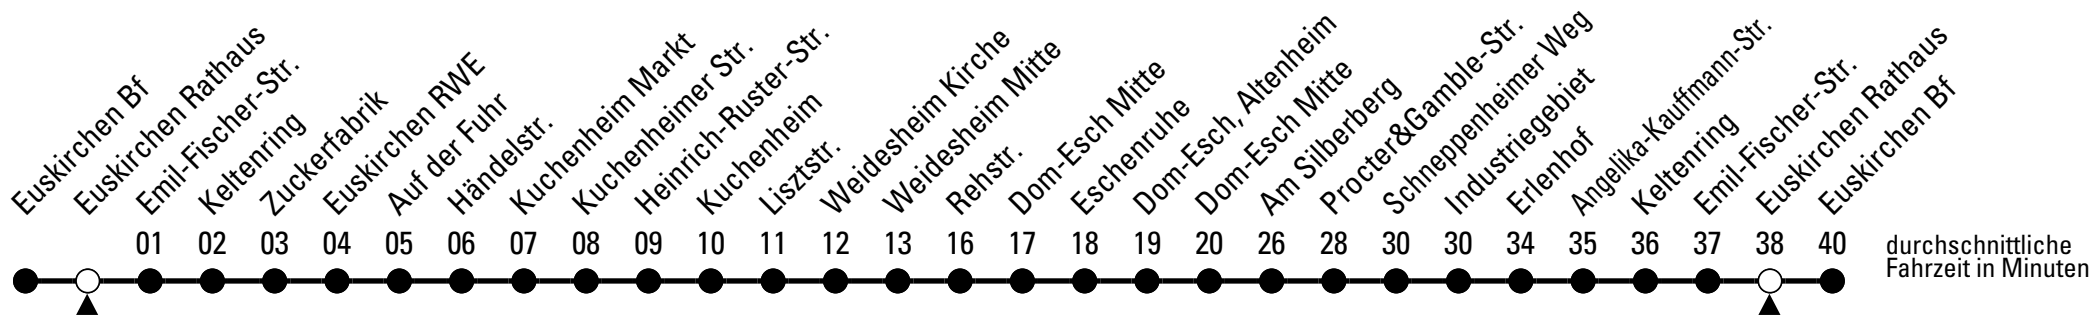 Euskirchen Bf
Euskirchen Rathaus
Emil-Fischer-Str.
Keltenring
Zuckerfabrik
Euskirchen RWE
Auf der Fuhr
Händelstr.
Kuchenheim Markt
Kuchenheimer Str.
Heinrich-Ruster-Str.
Kuchenheim
Lisztstr.
Weidesheim Kirche
Weidesheim Mitte
Rehstr.
Dom-Esch Mitte
Eschenruhe
Dom-Esch, Altenheim
Dom-Esch Mitte
Am Silberberg
Procter&Gamble-Str.
Schneppenheimer Weg
Industriegebiet
Erlenhof
Angelika-Kauffmann-Str.
Keltenring
Emil-Fischer-Str.
Euskirchen Rathaus
Euskirchen Bf
01 02 03 04 05 06 07 08 09 10 11 12 13 16 17 18 19 20 26 28 30 30 34 35 36 37 38 40
durchschnittliche
Fahrzeit in Minuten